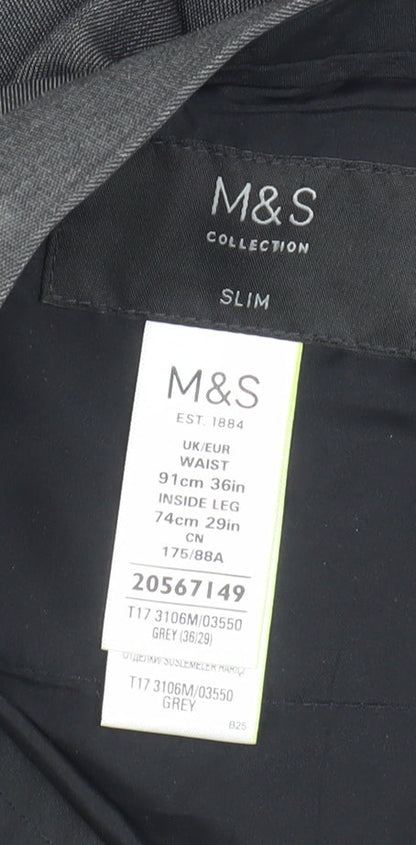 M&S
COLLECTION
SLIM
M&S
EST. 1884
UK/EUR
WAIST
91cm 36in
INSIDE LEG
74cm 29in
CN
175/88A
20567149
T17 3106M/03550
GREY (36/29)
T17 3106M/03550
GREY
B25